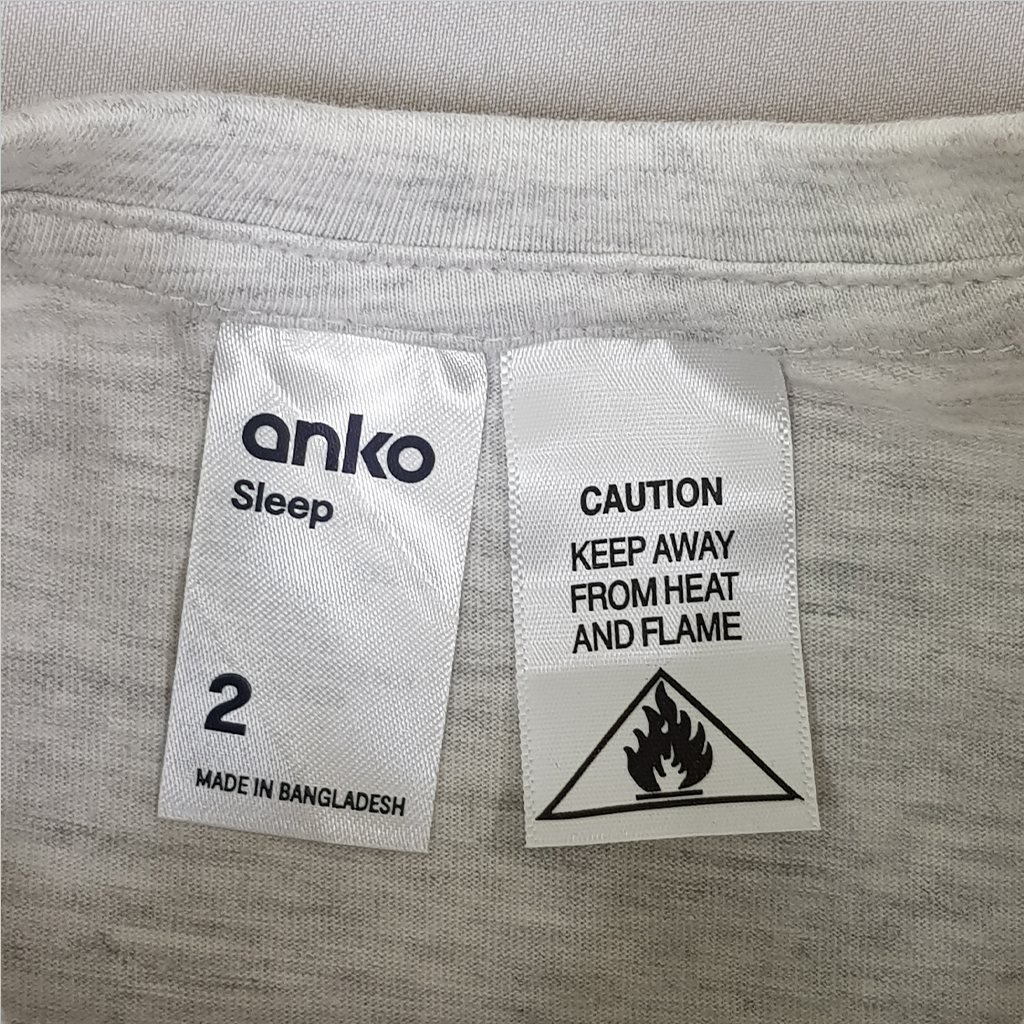 anko
Sleep
2
MADE IN BANGLADESH
CAUTION
KEEP AWAY
FROM HEAT
AND FLAME